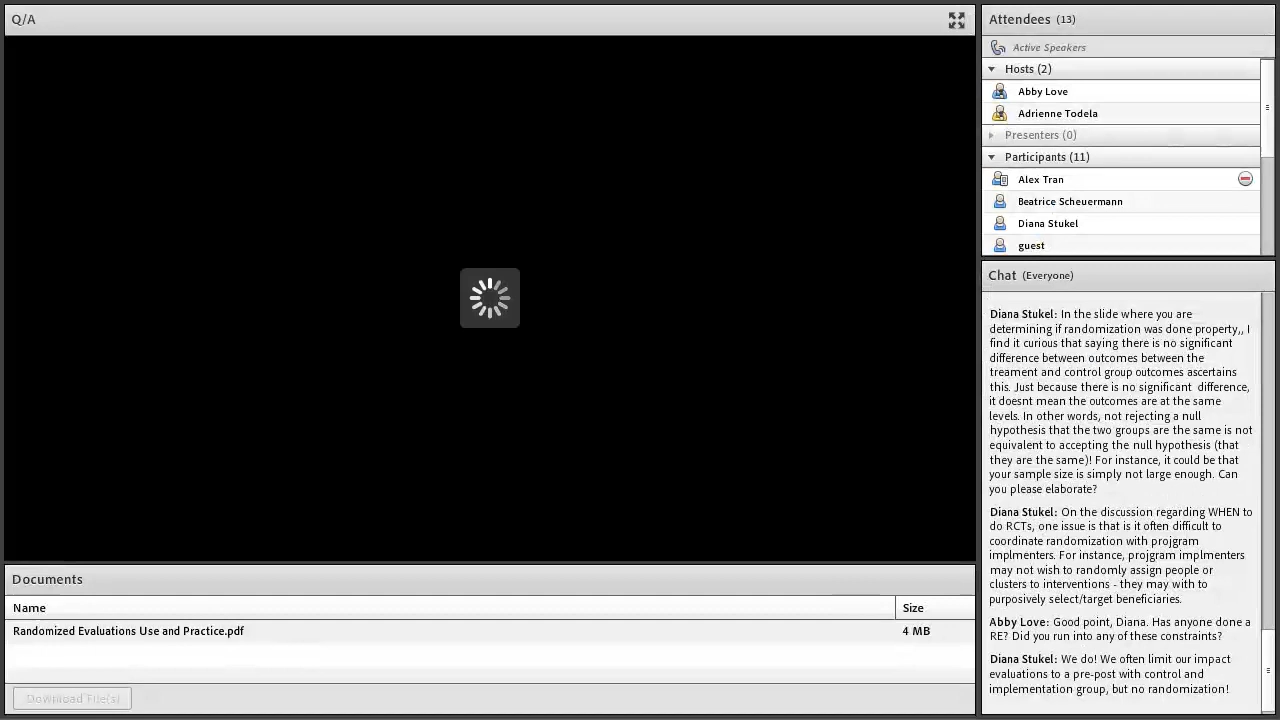 Q/A
Documents
Name Size
Randomized Evaluations Use and Practice.pdf 4 MB
Download File(s)
Attendees (13)
Active Speakers
Hosts (2)
Abby Love
Adrienne Todela
Presenters (0)
Participants (11)
Alex Tran
Beatrice Scheuermann
Diana Stukel
guest
Chat (Everyone)
Diana Stukel: In the slide where you are
determining if randomization was done property,, I
find it curious that saying there is no significant
difference between outcomes between the
treament and control group outcomes ascertains
this. Just because there is no significant difference,
it doesnt mean the outcomes are at the same
levels. In other words, not rejecting a null
hypothesis that the two groups are the same is not
equivalent to accepting the null hypothesis (that
they are the same)! For instance, it could be that
your sample size is simply not large enough. Can
you please elaborate?
Diana Stukel: On the discussion regarding WHEN to
do RCTs, one issue is that is it often difficult to
coordinate randomization with projgram
implmenters. For instance, projgram implmenters
may not wish to randomly assign people or
clusters to interventions - they may with to
purposively select/target beneficiaries.
Abby Love: Good point, Diana. Has anyone done a
RE? Did you run into any of these constraints?
Diana Stukel: We do! We often limit our impact
evaluations to a pre-post with control and
implementation group, but no randomization!